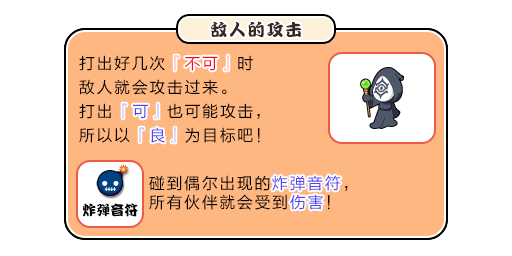 敌人的攻击
打出好几次『不可』时
敌人就会攻击过来。
打出『可』也可能攻击，
所以以『良』为目标吧！
炸弹音符
碰到偶尔出现的炸弹音符，
所有伙伴就会受到伤害！